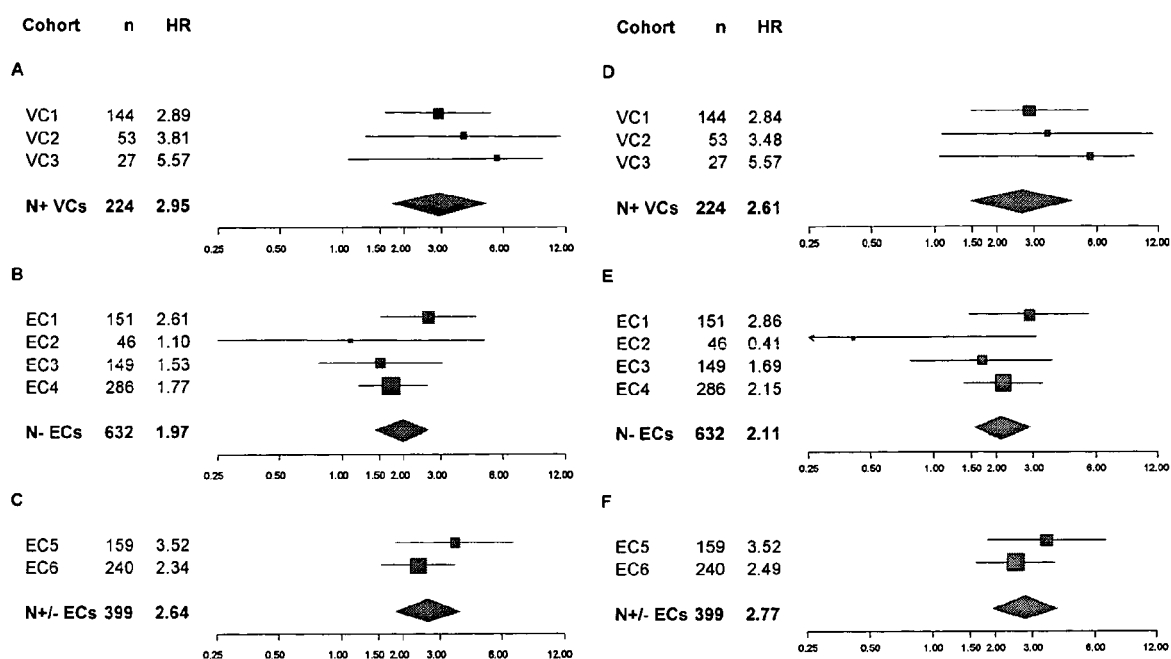 Cohort n HR
A
VC1 144 2.89
VC2 53 3.81
VC3 27 5.57
N+ VCs 224 2.95
0.25 0.50 1.00 1.50 2.00 3.00 6.00 12.00
B
EC1 151 2.61
EC2 46 1.10
EC3 149 1.53
EC4 286 1.77
N- ECs 632 1.97
0.25 0.50 1.00 1.50 2.00 3.00 6.00 12.00
C
EC5 159 3.52
EC6 240 2.34
N+/- ECs 399 2.64
0.25 0.50 1.00 1.50 2.00 3.00 6.00 12.00
Cohort n HR
D
VC1 144 2.84
VC2 53 3.48
VC3 27 5.57
N+ VCs 224 2.61
0.25 0.50 1.00 1.50 2.00 3.00 6.00 12.00
E
EC1 151 2.86
EC2 46 0.41
EC3 149 1.69
EC4 286 2.15
N- ECs 632 2.11
0.25 0.50 1.00 1.50 2.00 3.00 6.00 12.00
F
EC5 159 3.52
EC6 240 2.49
N+/- ECs 399 2.77
0.25 0.50 1.00 1.50 2.00 3.00 6.00 12.00